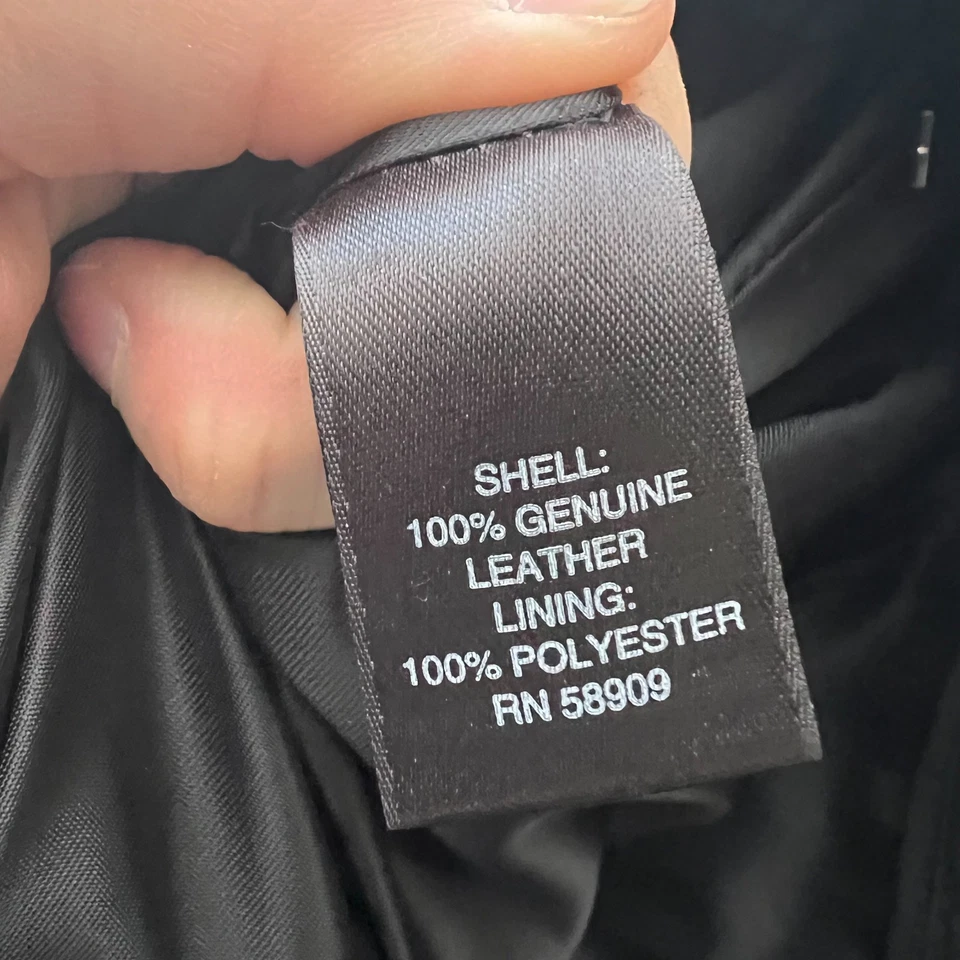 SHELL:
100% GENUINE
LEATHER
LINING:
100% POLYESTER
RN 58909